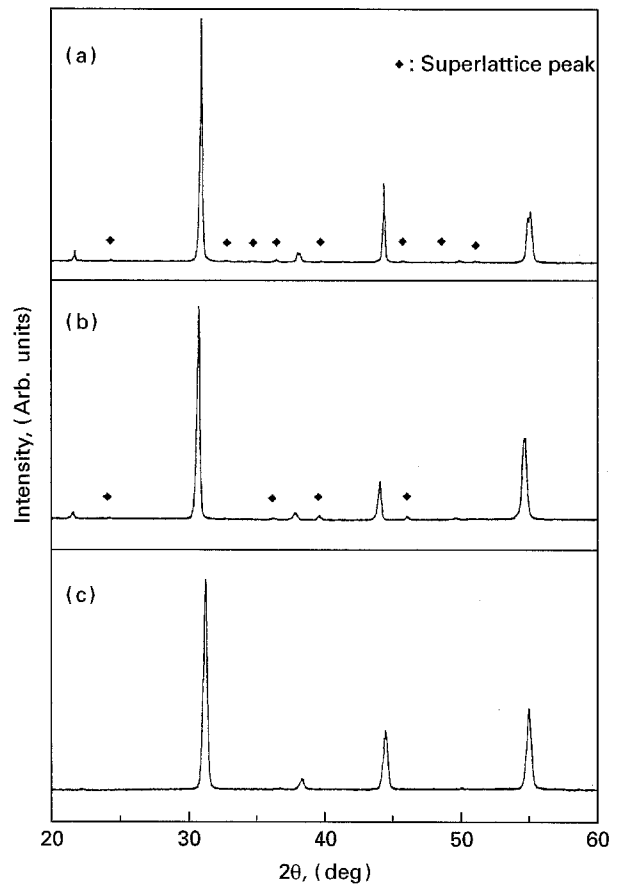 (a)
◆ : Superlattice peak
(b)
(c)
Intensity, (Arb. units)
20 30 40 50 60
2θ, (deg)